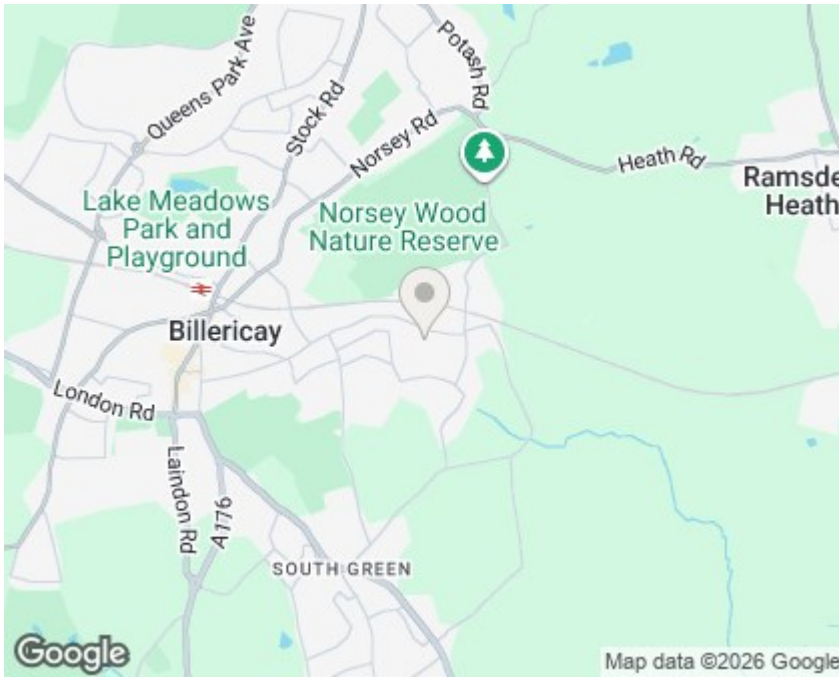 Queens Park Ave
Stock Rd
Potash Rd
Norsey Rd
Heath Rd
Ramsde
Heath
Lake Meadows
Park and
Playground
Norsey Wood
Nature Reserve
Billericay
London Rd
Laindon Rd
A176
SOUTH GREEN
Google
Map data ©2026 Google